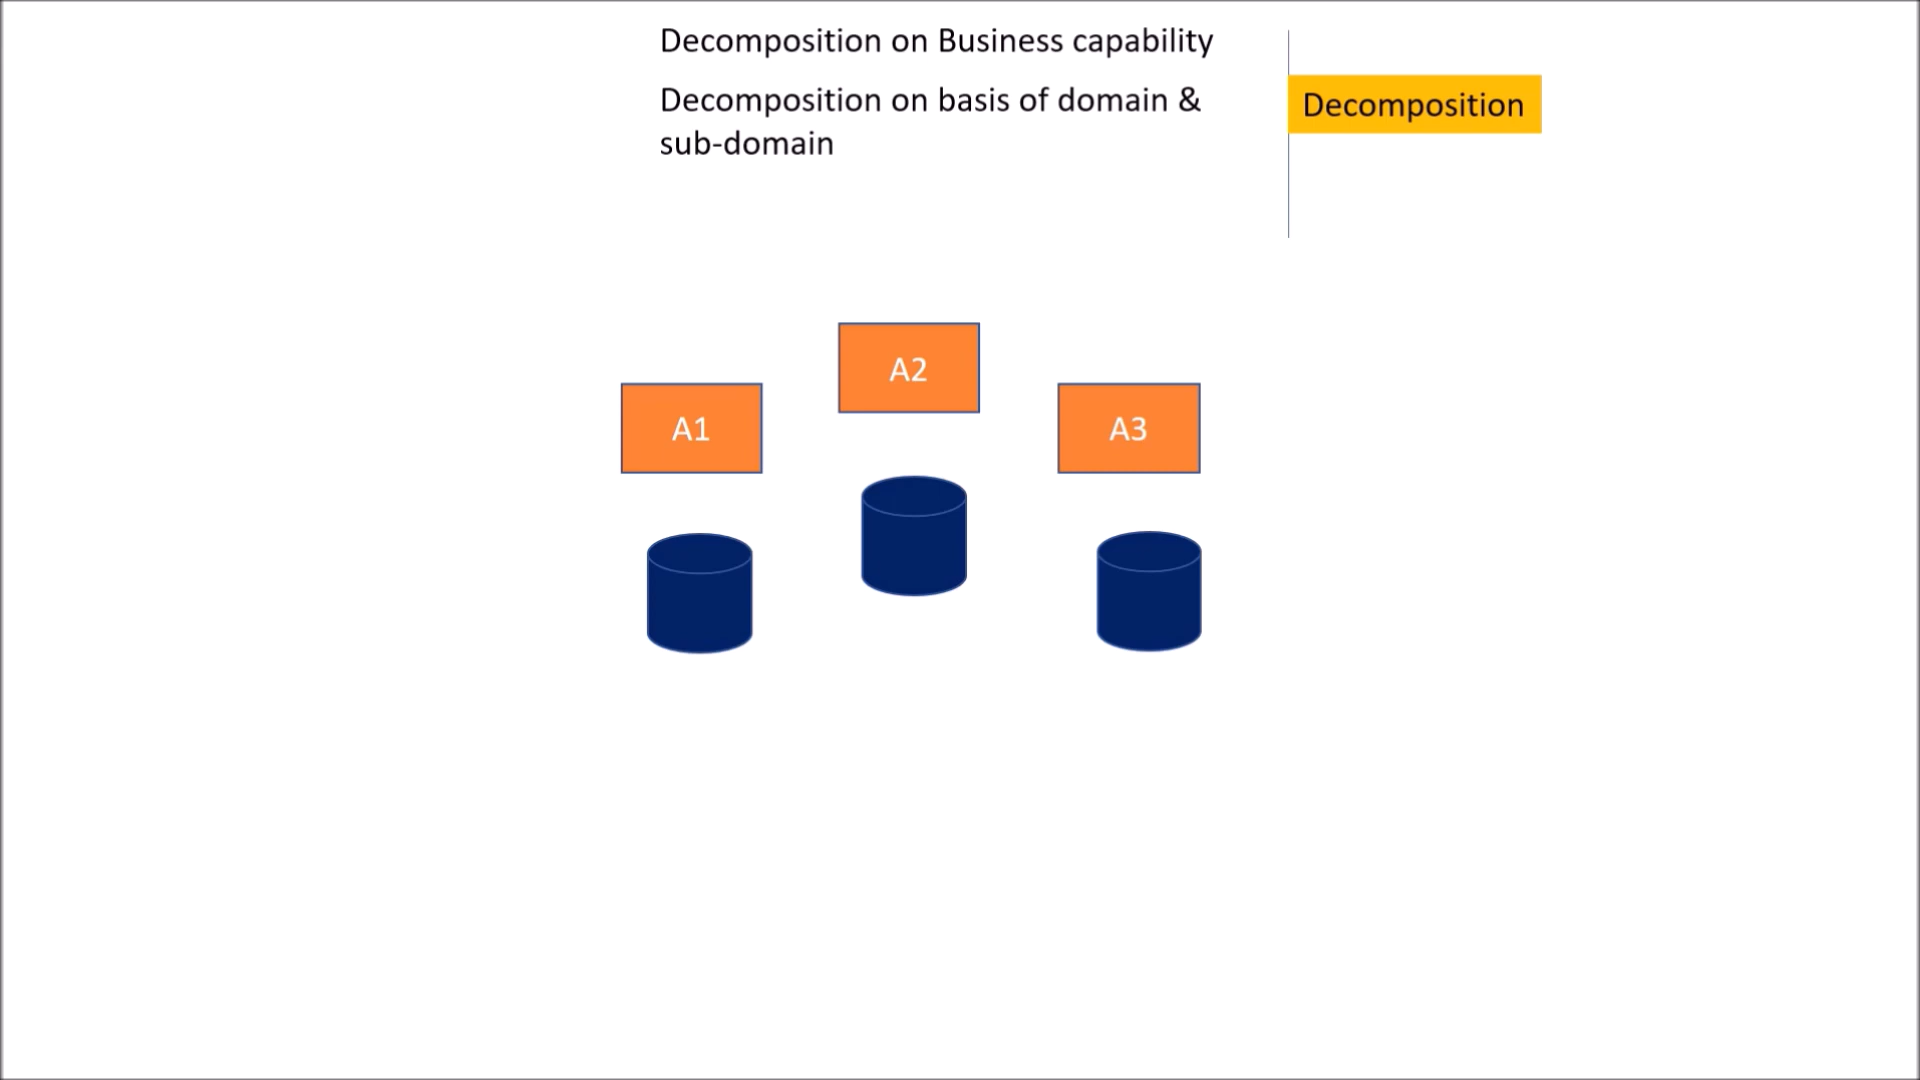 Decomposition on Business capability
Decomposition on basis of domain &
sub-domain
Decomposition
A2
A1
A3